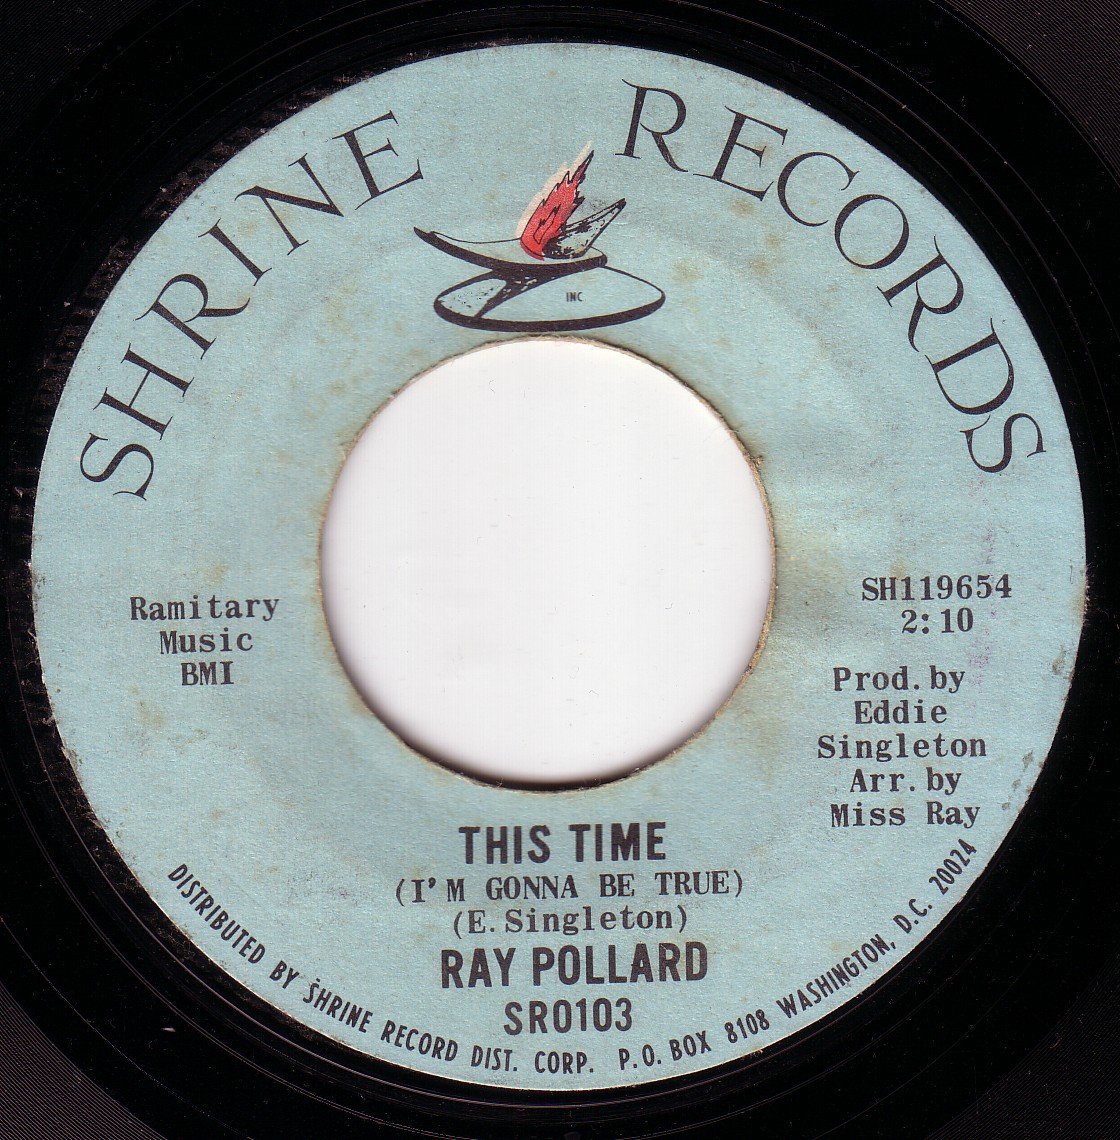 SHRINE RECORDS
INC
Ramitary
Music
BMI
SH119654
2:10
Prod. by
Eddie
Singleton
Arr. by
Miss Ray
THIS TIME
(I'M GONNA BE TRUE)
(E. Singleton)
RAY POLLARD
SR0103
DISTRIBUTED BY SHRINE RECORD DIST. CORP. P.O. BOX 8108 WASHINGTON, D.C. 20024